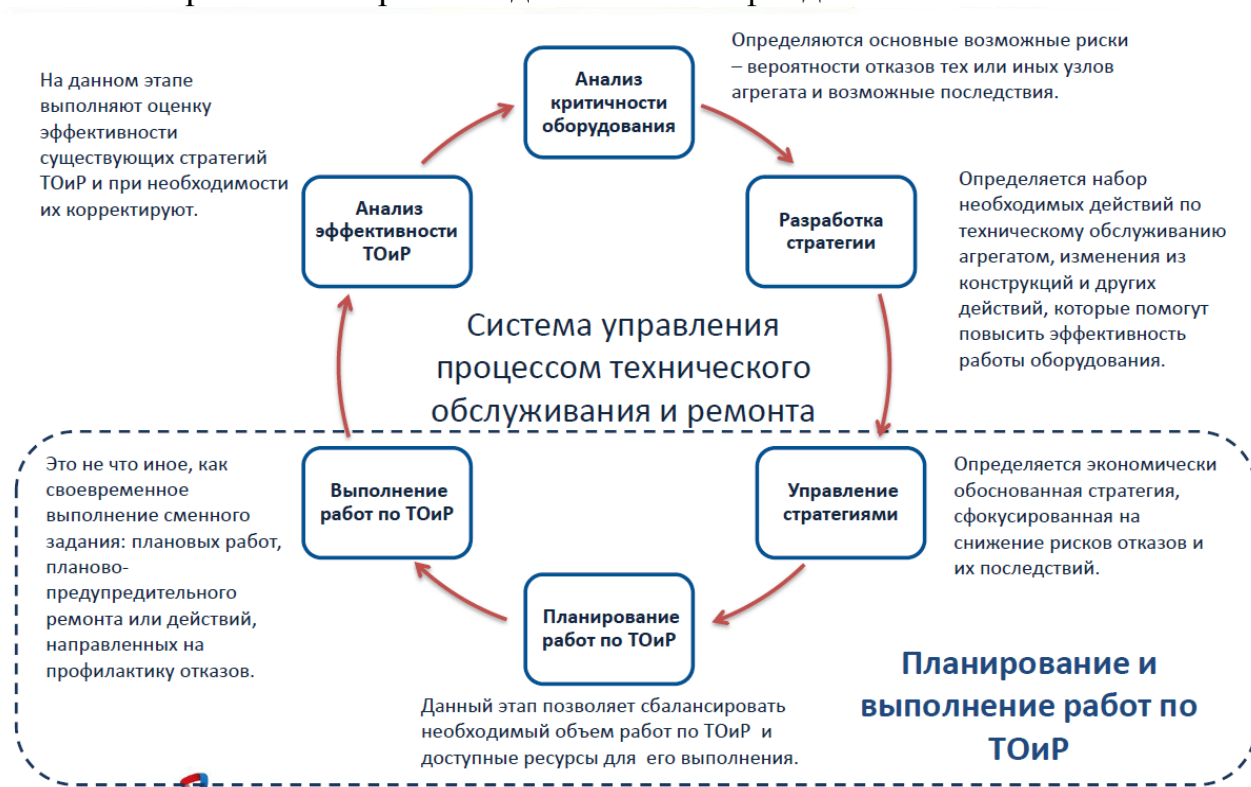 Определяются основные возможные риски
– вероятности отказов тех или иных узлов
агрегата и возможные последствия.
Анализ
критичности
оборудования
На данном этапе
выполняют оценку
эффективности
существующих стратегий
ТОиР и при необходимости
их корректируют.
Анализ
эффективности
ТОиР
Разработка
стратегии
Определяется набор
необходимых действий по
техническому обслуживанию
агрегатом, изменения из
конструкций и других
действий, которые помогут
повысить эффективность
работы оборудования.
Система управления
процессом технического
обслуживания и ремонта
Это не что иное, как
своевременное
выполнение сменного
задания: плановых работ,
планово-
предупредительного
ремонта или действий,
направленных на
профилактику отказов.
Выполнение
работ по ТОиР
Управление
стратегиями
Определяется экономически
обоснованная стратегия,
сфокусированная на
снижение рисков отказов и
их последствий.
Планирование
работ по ТОиР
Данный этап позволяет сбалансировать
необходимый объем работ по ТОиР и
доступные ресурсы для его выполнения.
Планирование и
выполнение работ по
ТОиР